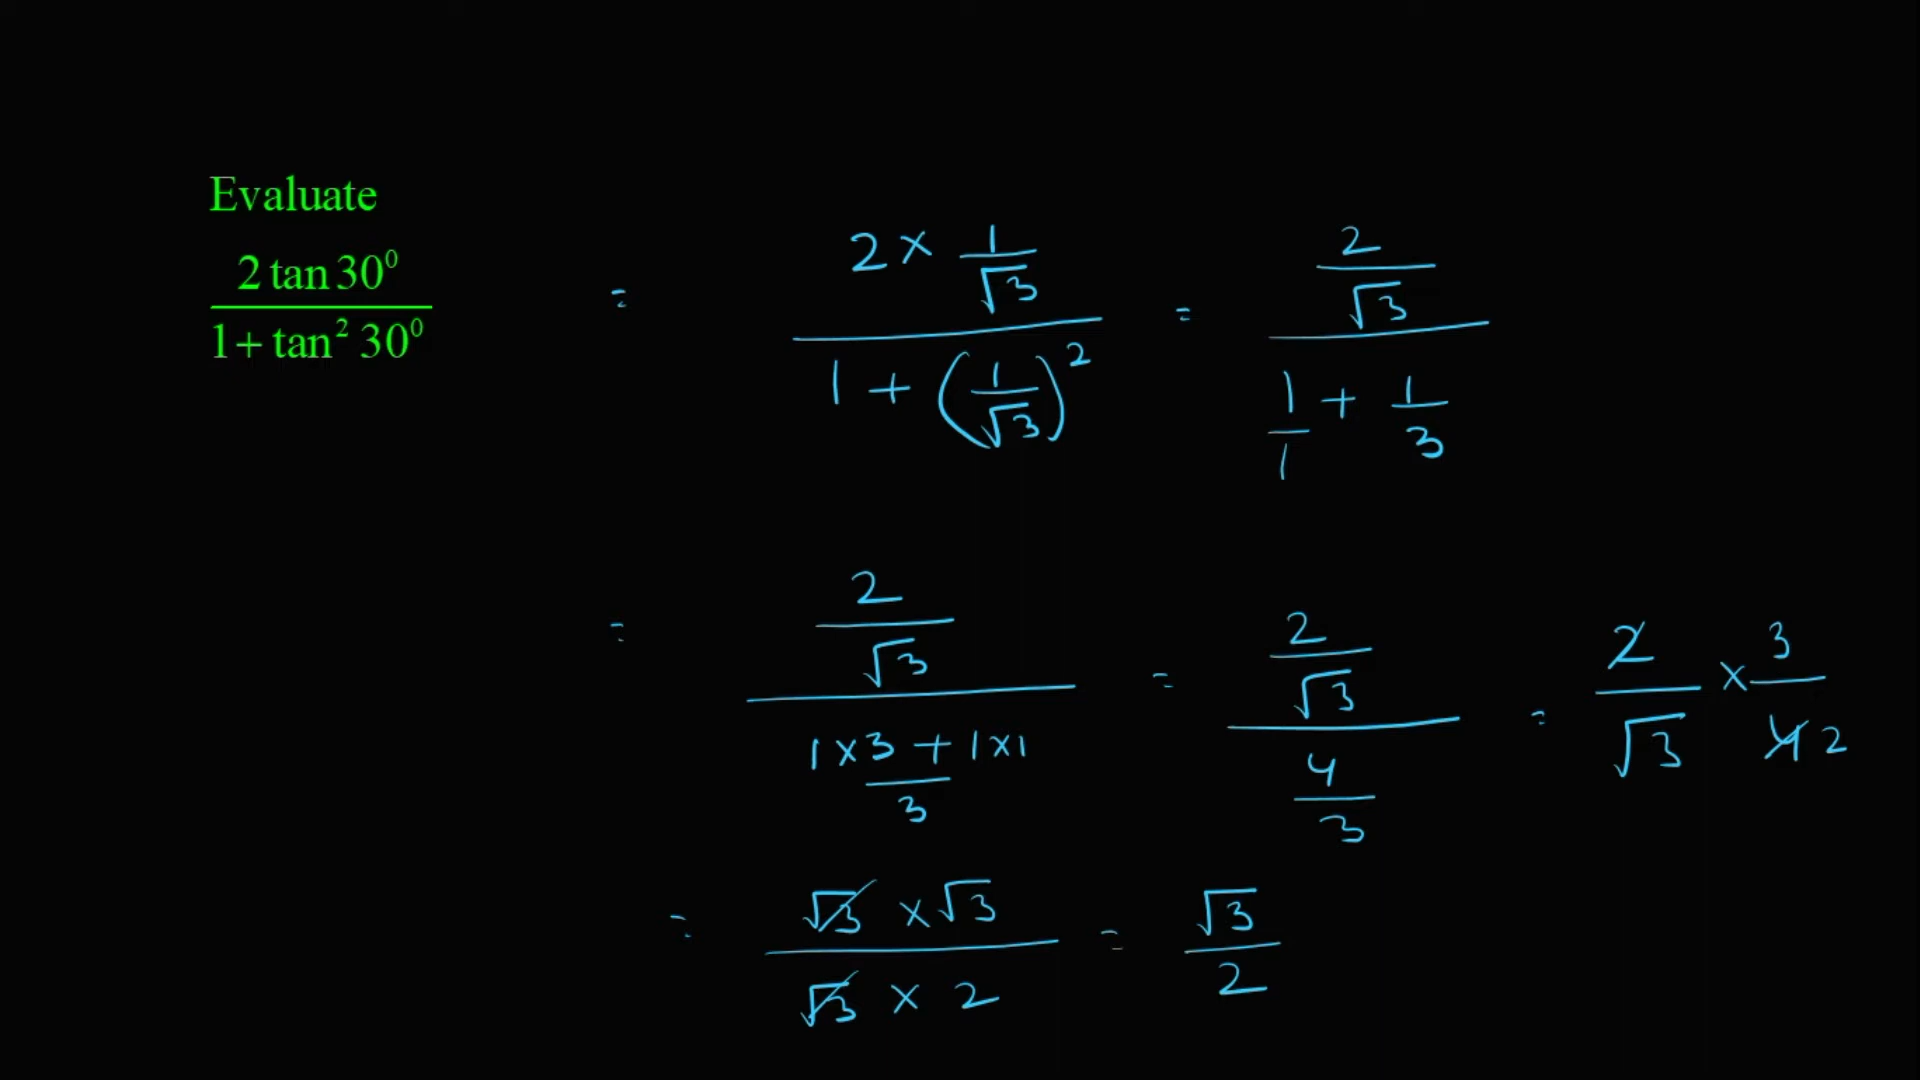 Evaluate
2 tan 30⁰ / 1 + tan² 30⁰
= (2 × 1/√3) / (1 + (1/√3)²) = (2/√3) / (1/1 + 1/3)
= (2/√3) / ((1×3 + 1×1)/3) = (2/√3) / (4/3) = 2/√3 × 3/4 2
= (√3 × √3) / (√3 × 2) = √3/2